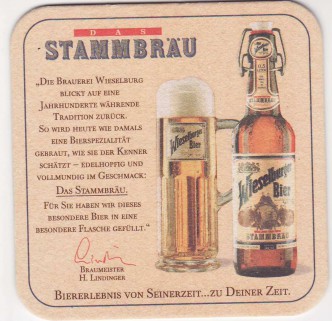 DAS
STAMMBRÄU
„DIE BRAUEREI WIESELBURG
BLICKT AUF EINE
JAHRHUNDERTE WÄHRENDE
TRADITION ZURÜCK.
SO WIRD HEUTE WIE DAMALS
EINE BIERSPEZIALITÄT
GEBRAUT, WIE SIE DER KENNER
SCHÄTZT – EDELHOPFIG UND
VOLLMUNDIG IM GESCHMACK:
DAS STAMMBRÄU.
FÜR SIE HABEN WIR DIESES
BESONDERE BIER IN EINE
BESONDERE FLASCHE GEFÜLLT.“
BRAUMEISTER
H. LINDINGER
Wieselburger
Bier
Wieselburger
Bier
STAMMBRÄU
BIERERLEBNIS VON SEINERZEIT...ZU DEINER ZEIT.